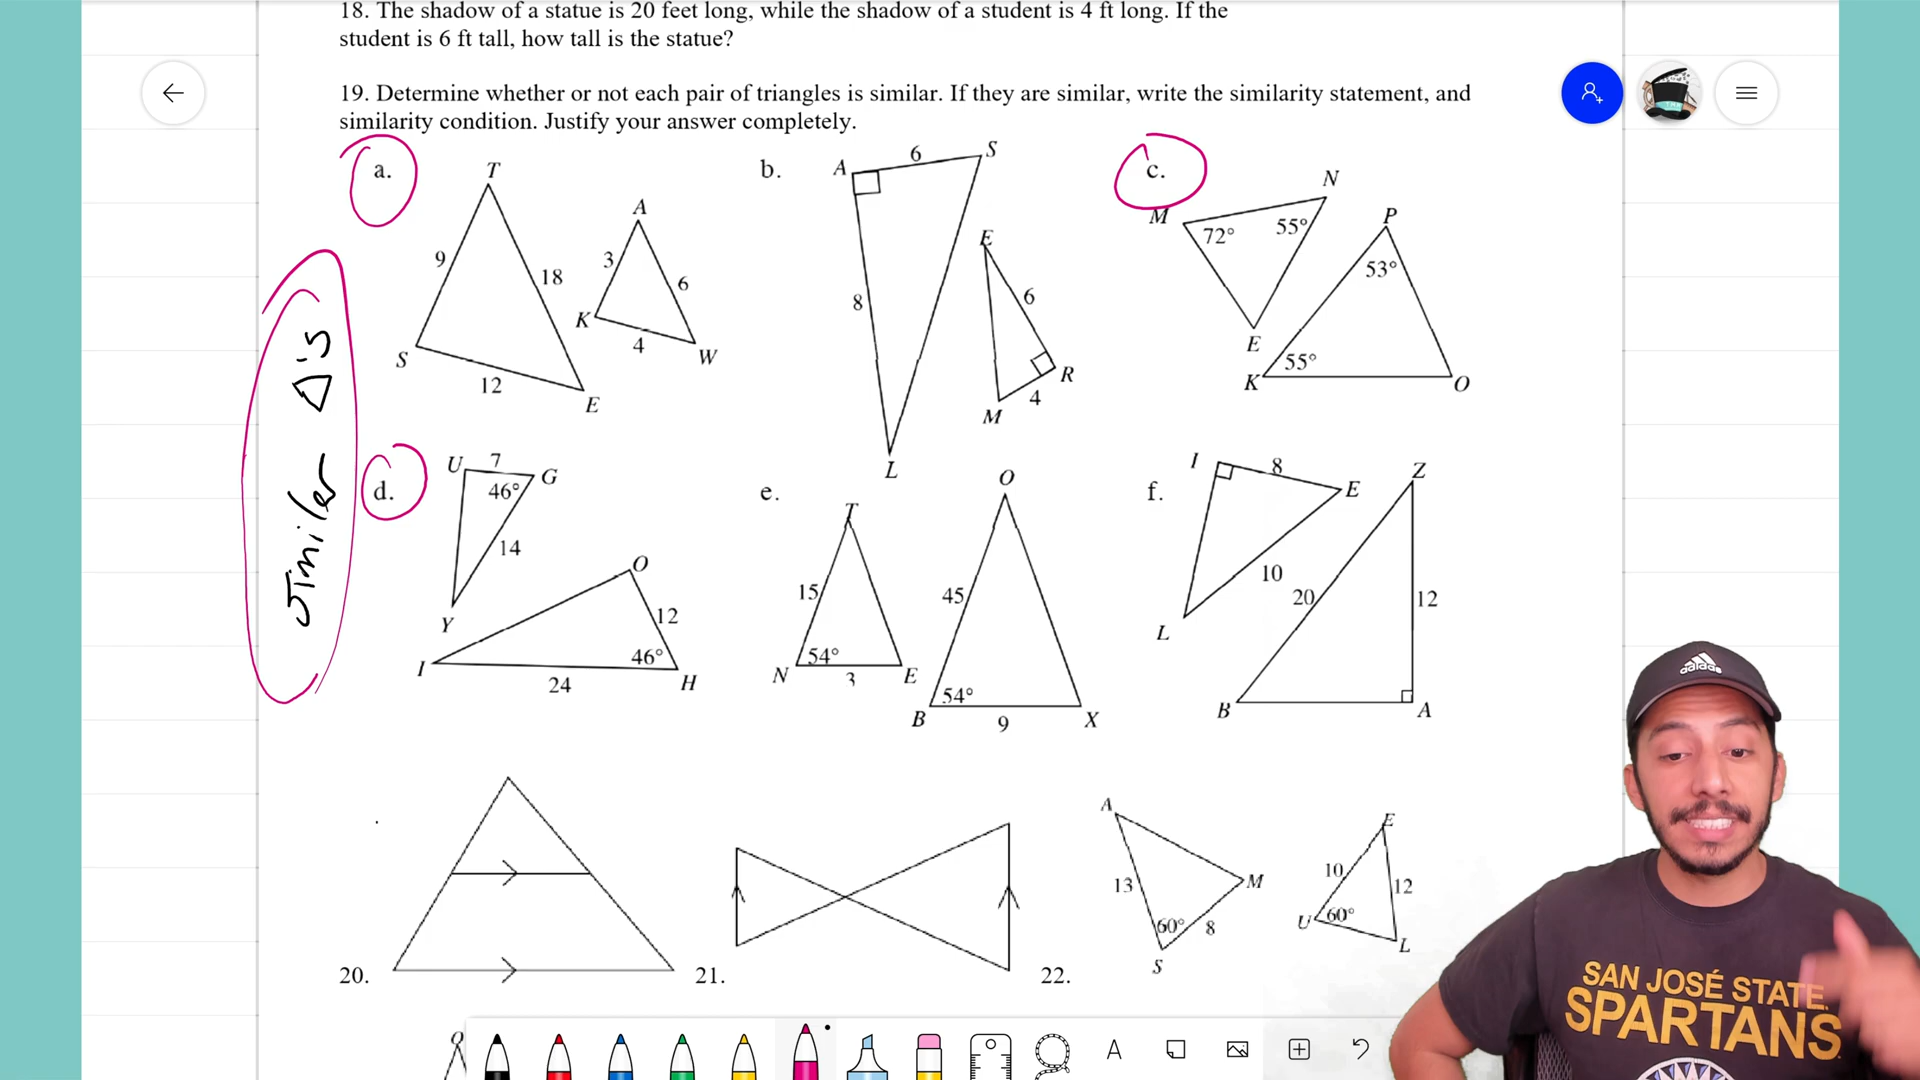 18. The shadow of a statue is 20 feet long, while the shadow of a student is 4 ft long. If the
student is 6 ft tall, how tall is the statue?
19. Determine whether or not each pair of triangles is similar. If they are similar, write the similarity statement, and
similarity condition. Justify your answer completely.
a.
T
9
18
S
12
E
A
3
6
K
4
W
b.
A
6
S
8
L
E
6
R
4
M
c.
M
N
72°
55°
E
P
53°
K
55°
O
Similar Δ's
d.
U
7
G
46°
14
Y
O
12
46°
I
24
H
e.
T
15
54°
N
3
E
O
45
54°
B
9
X
f.
I
8
E
10
L
Z
20
12
B
A
20.
21.
22.
A
13
M
60°
8
S
E
10
12
U
60°
L
O
A
adidas
SAN JOSÉ STATE
SPARTANS